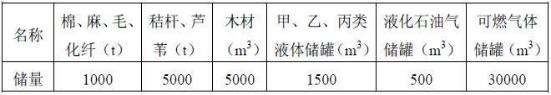 名称 棉、麻、毛、化纤（t） 秸杆、芦苇（t） 木材（m³） 甲、乙、丙类液体储罐（m³） 液化石油气储罐（m³） 可燃气体储罐（m³）
储量 1000 5000 5000 1500 500 30000